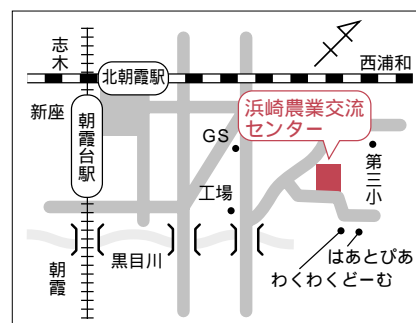 志木
西浦和
北朝霞駅
新座
朝霞台駅
浜崎農業交流
センター
GS
第三小
工場
はあとぴあ
わくわくどーむ
黒目川
朝霞